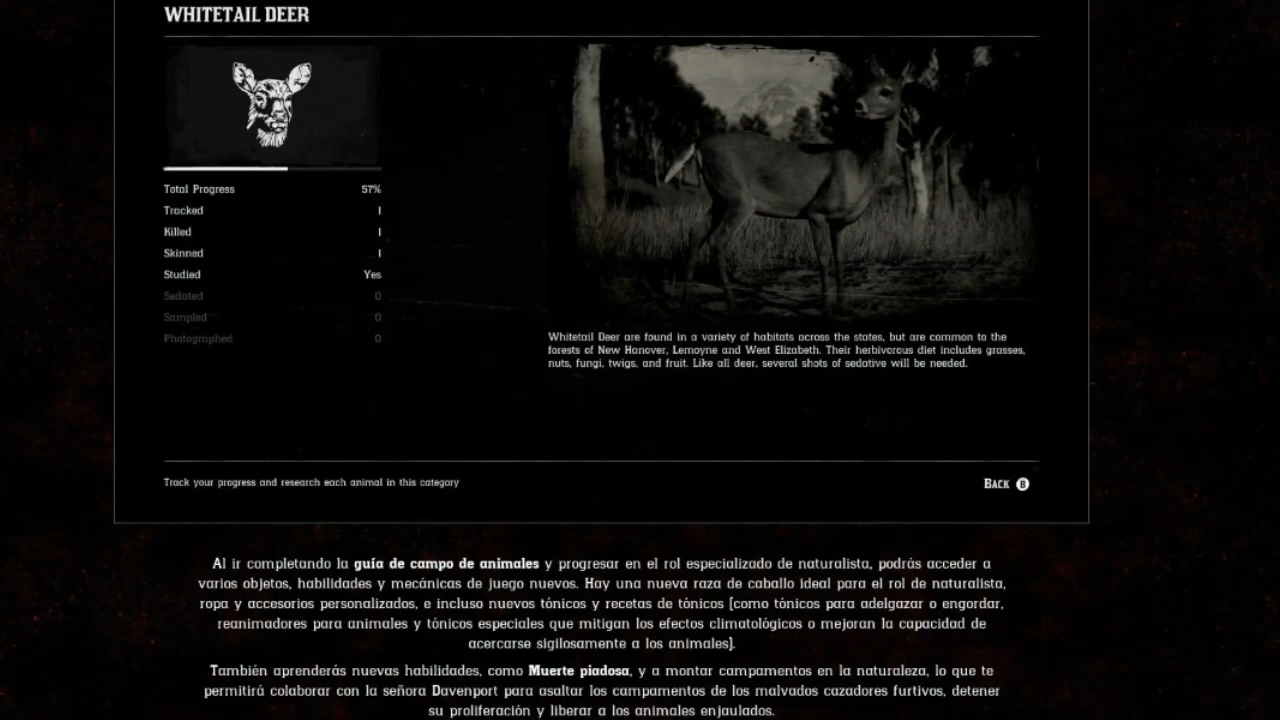 WHITETAIL DEER
Total Progress 57%
Tracked 1
Killed 1
Skinned 1
Studied Yes
Sedated 0
Sampled 0
Photographed 0
Whitetail Deer are found in a variety of habitats across the states, but are common to the
forests of New Hanover, Lemoyne and West Elizabeth. Their herbivorous diet includes grasses,
nuts, fungi, twigs, and fruit. Like all deer, several shots of sedative will be needed.
Track your progress and research each animal in this category
BACK B
Al ir completando la guía de campo de animales y progresar en el rol especializado de naturalista, podrás acceder a
varios objetos, habilidades y mecánicas de juego nuevos. Hay una nueva raza de caballo ideal para el rol de naturalista,
ropa y accesorios personalizados, e incluso nuevos tónicos y recetas de tónicos (como tónicos para adelgazar o engordar,
reanimadores para animales y tónicos especiales que mitigan los efectos climatológicos o mejoran la capacidad de
acercarse sigilosamente a los animales).
También aprenderás nuevas habilidades, como Muerte piadosa, y a montar campamentos en la naturaleza, lo que te
permitirá colaborar con la señora Davenport para asaltar los campamentos de los malvados cazadores furtivos, detener
su proliferación y liberar a los animales enjaulados.